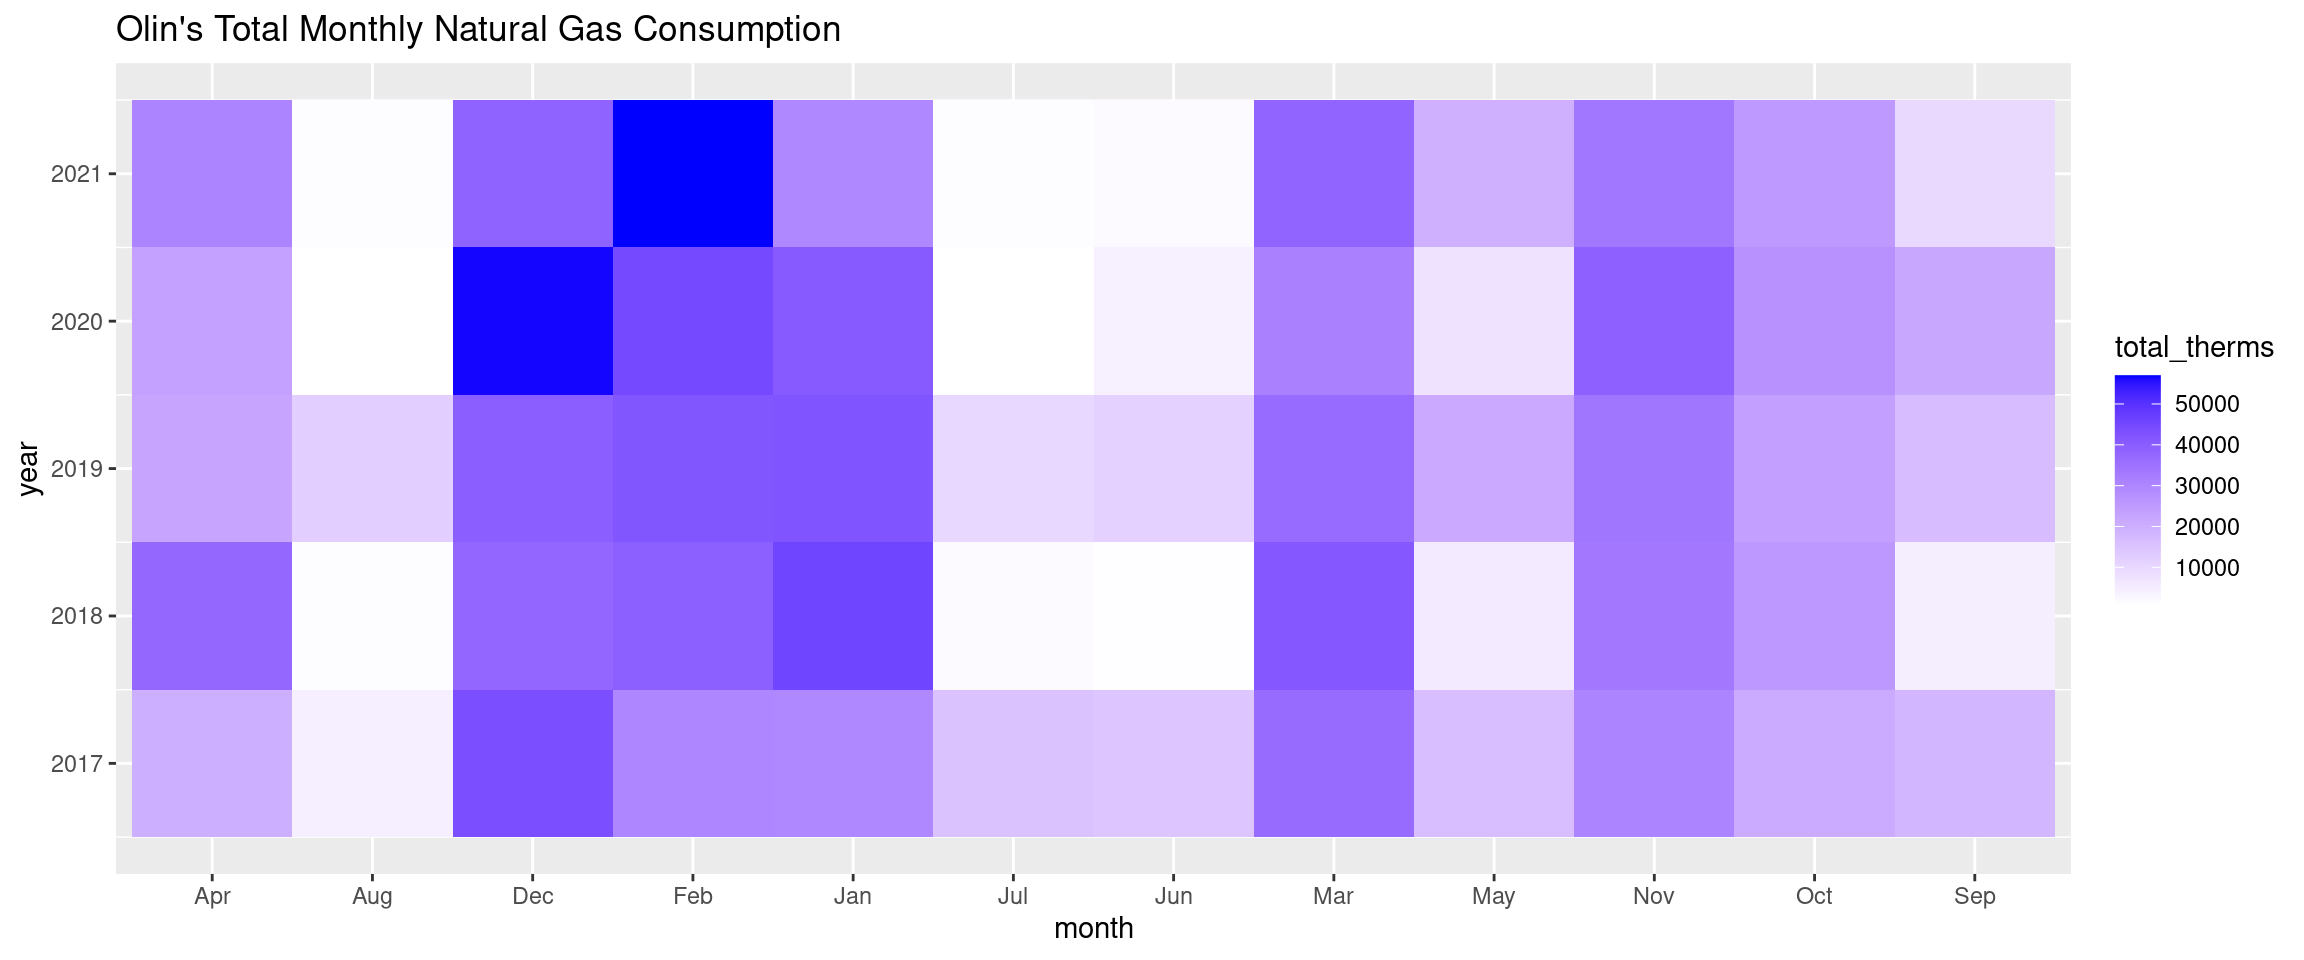 Olin's Total Monthly Natural Gas Consumption
2021
2020
2019
2018
2017
year
Apr Aug Dec Feb Jan Jul Jun Mar May Nov Oct Sep
month
total_therms
50000
40000
30000
20000
10000